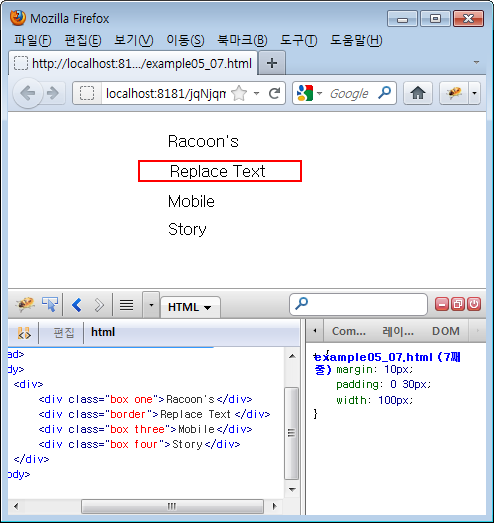 Mozilla Firefox
파일(F) 편집(E) 보기(V) 이동(S) 북마크(B) 도구(T) 도움말(H)
http://localhost:81.../example05_07.html
localhost:8181/jqNjqm
Google
Racoon's
Replace Text
Mobile
Story
HTML
편집 html
Com... 레이... DOM
ad>
dy>
<div>
<div class="box one">Racoon's</div>
<div class="border">Replace Text</div>
<div class="box three">Mobile</div>
<div class="box four">Story</div>
</div>
body>
example05_07.html (7째
줄) margin: 10px;
padding: 0 30px;
width: 100px;
}